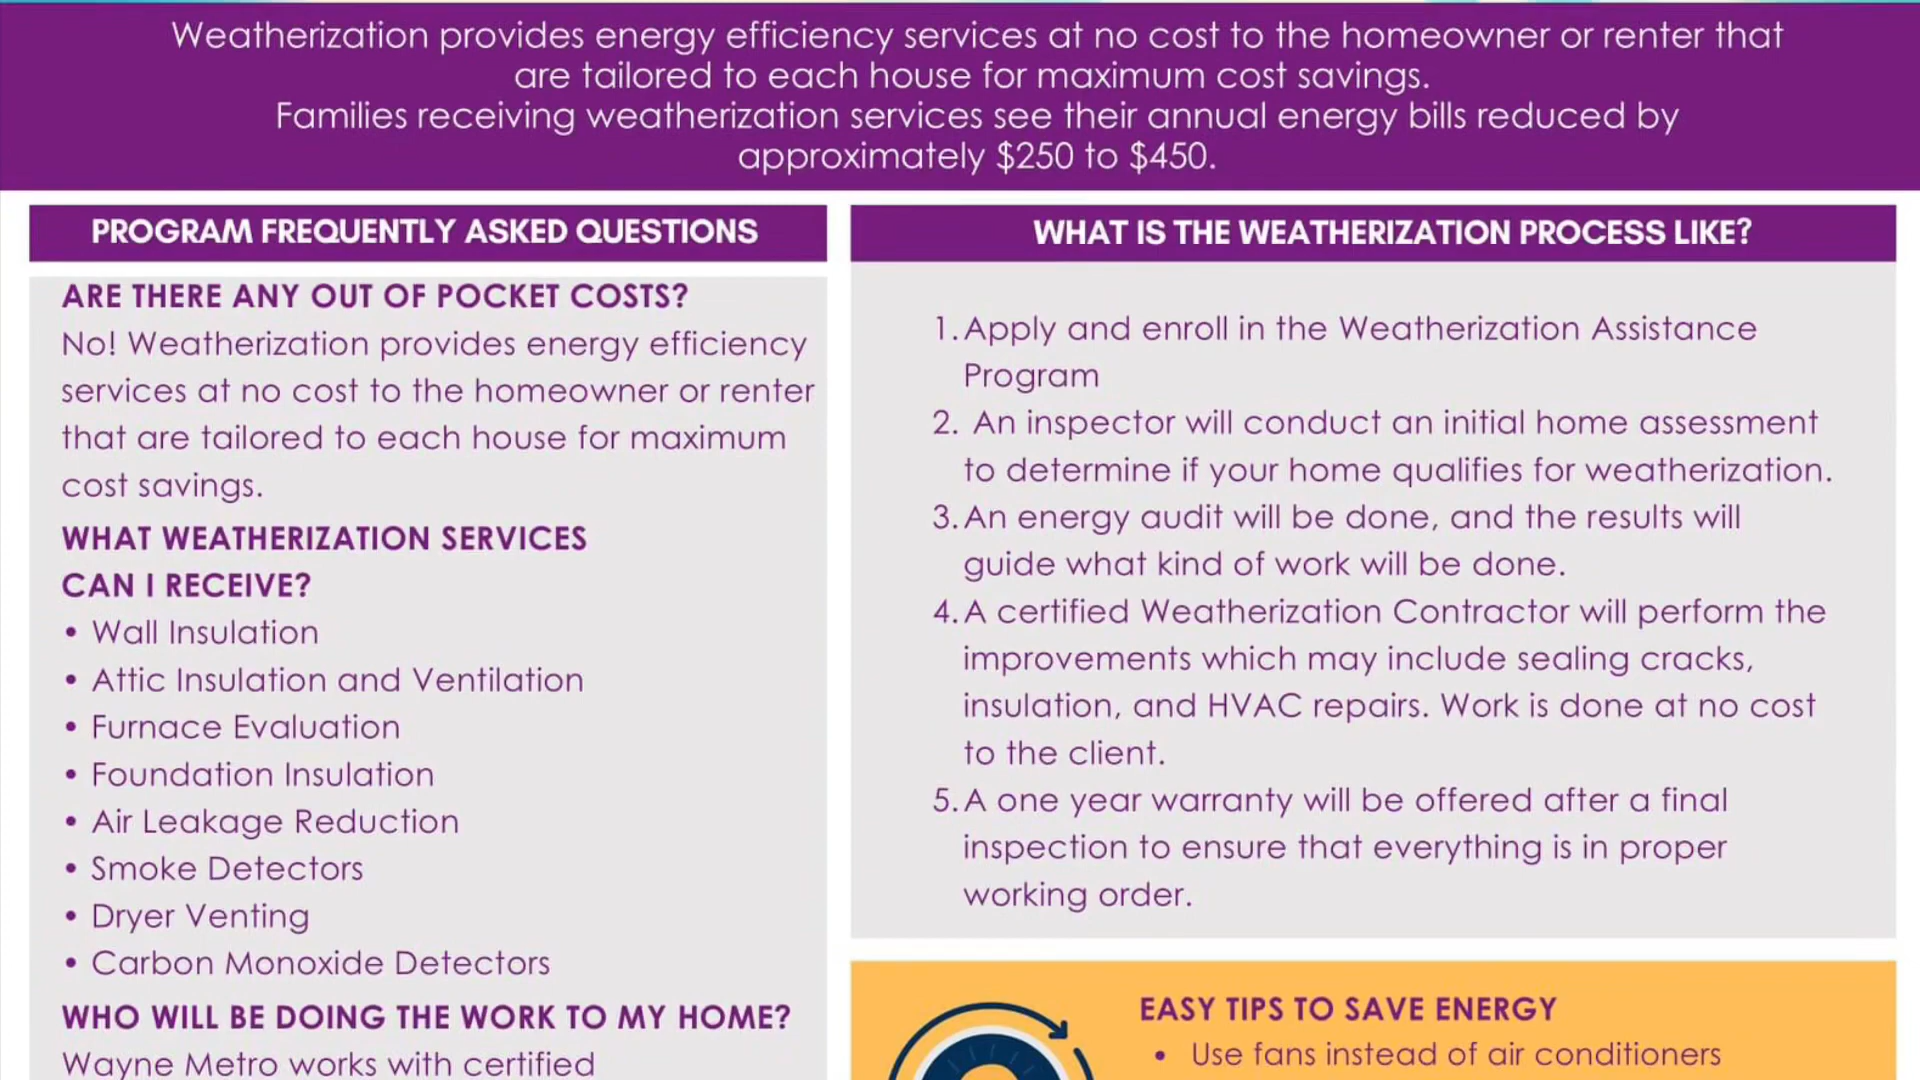 Weatherization provides energy efficiency services at no cost to the homeowner or renter that
are tailored to each house for maximum cost savings.
Families receiving weatherization services see their annual energy bills reduced by
approximately $250 to $450.
PROGRAM FREQUENTLY ASKED QUESTIONS
ARE THERE ANY OUT OF POCKET COSTS?
No! Weatherization provides energy efficiency
services at no cost to the homeowner or renter
that are tailored to each house for maximum
cost savings.
WHAT WEATHERIZATION SERVICES
CAN I RECEIVE?
• Wall Insulation
• Attic Insulation and Ventilation
• Furnace Evaluation
• Foundation Insulation
• Air Leakage Reduction
• Smoke Detectors
• Dryer Venting
• Carbon Monoxide Detectors
WHO WILL BE DOING THE WORK TO MY HOME?
Wayne Metro works with certified
WHAT IS THE WEATHERIZATION PROCESS LIKE?
1. Apply and enroll in the Weatherization Assistance
Program
2. An inspector will conduct an initial home assessment
to determine if your home qualifies for weatherization.
3. An energy audit will be done, and the results will
guide what kind of work will be done.
4. A certified Weatherization Contractor will perform the
improvements which may include sealing cracks,
insulation, and HVAC repairs. Work is done at no cost
to the client.
5. A one year warranty will be offered after a final
inspection to ensure that everything is in proper
working order.
EASY TIPS TO SAVE ENERGY
• Use fans instead of air conditioners